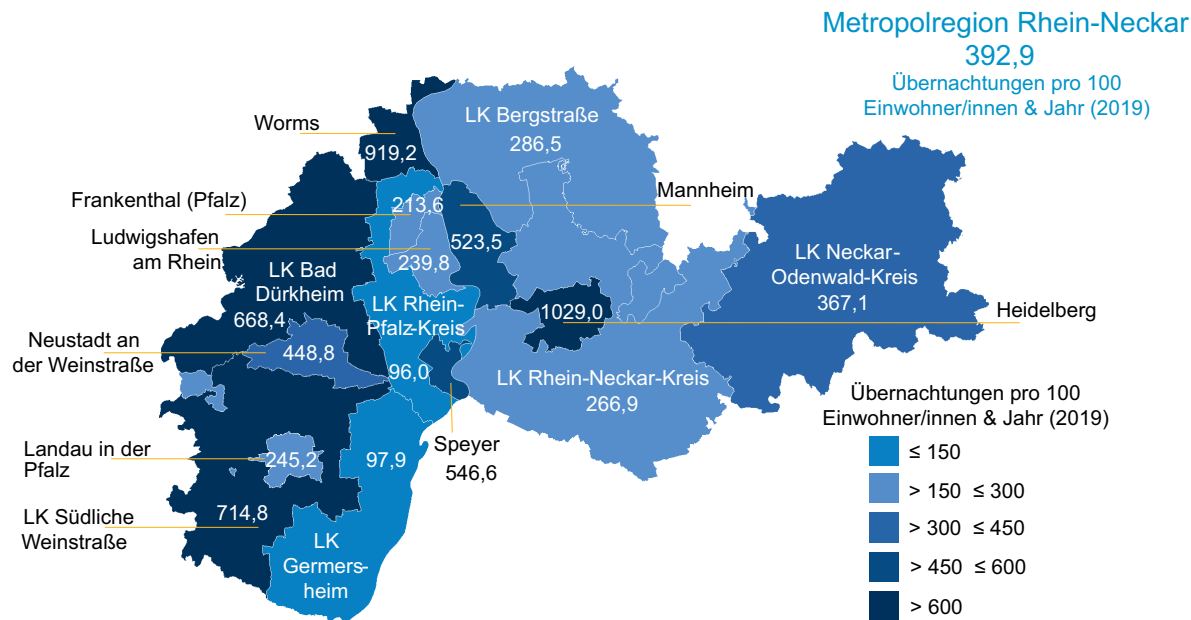 Metropolregion Rhein-Neckar
392,9
Übernachtungen pro 100
Einwohner/innen & Jahr (2019)
LK Bergstraße
286,5
Worms
919,2
Mannheim
523,5
Frankenthal (Pfalz)
213,6
Ludwigshafen
am Rhein
239,8
LK Neckar-
Odenwald-Kreis
367,1
LK Bad
Dürkheim
668,4
LK Rhein-
Pfalz-Kreis
96,0
1029,0
Heidelberg
Neustadt an
der Weinstraße
448,8
LK Rhein-Neckar-Kreis
266,9
Speyer
546,6
Landau in der
Pfalz
245,2
97,9
LK Südliche
Weinstraße
714,8
LK
Germers-
heim
Übernachtungen pro 100
Einwohner/innen & Jahr (2019)
≤ 150
> 150 ≤ 300
> 300 ≤ 450
> 450 ≤ 600
> 600